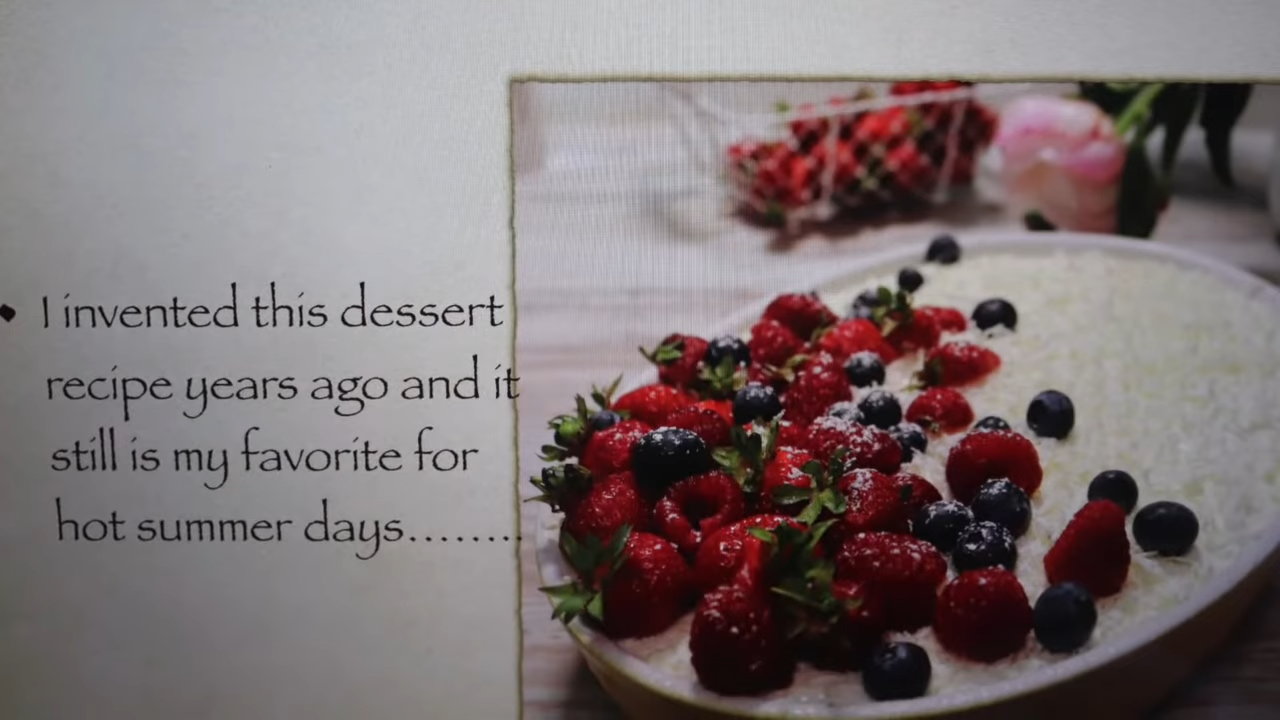 • I invented this dessert
recipe years ago and it
still is my favorite for
hot summer days........